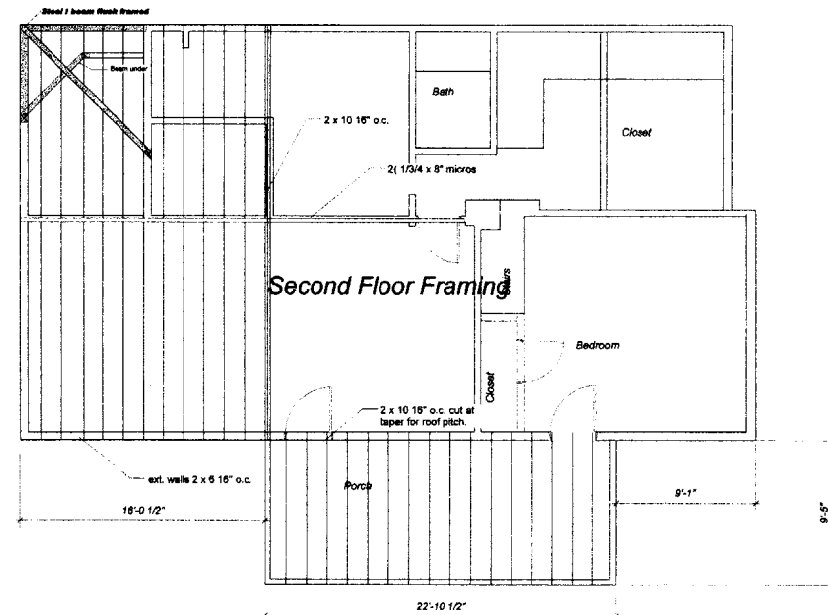 Steel I beam flush framed
Beam under
Bath
2 x 10 16" o.c.
Closet
2( 1/3/4 x 8" micros
Second Floor Framing
Stairs
Bedroom
Closet
2 x 10 16" o.c. cut at
taper for roof pitch.
ext. walls 2 x 6 16" o.c.
Porch
9'-1"
16'-0 1/2"
9'-5"
22'-10 1/2"